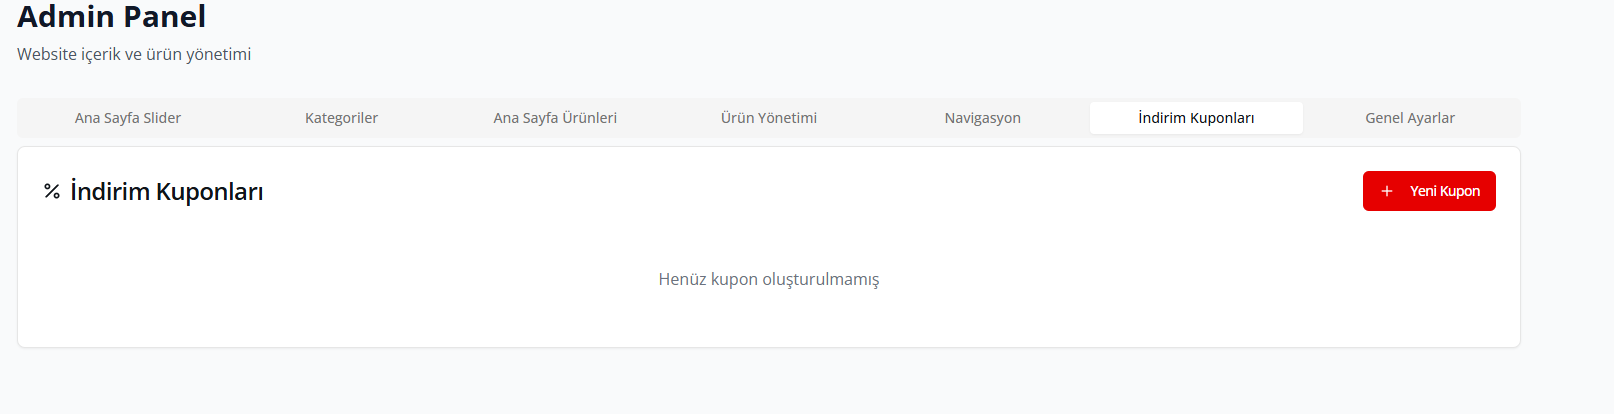 Admin Panel
Website içerik ve ürün yönetimi
Ana Sayfa Slider Kategoriler Ana Sayfa Ürünleri Ürün Yönetimi Navigasyon İndirim Kuponları Genel Ayarlar
% İndirim Kuponları
+ Yeni Kupon
Henüz kupon oluşturulmamış